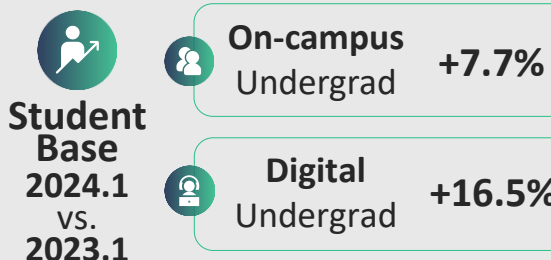 Student
Base
2024.1
vs.
2023.1
On-campus
Undergrad
+7.7%
Digital
Undergrad
+16.5%